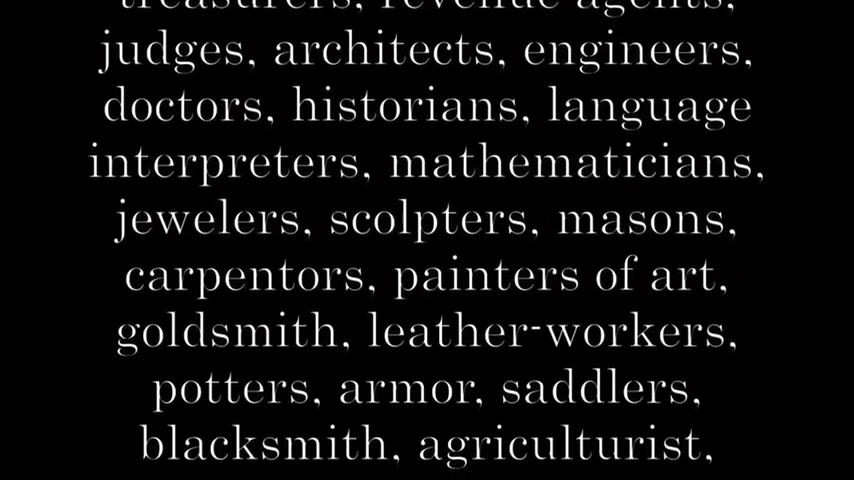 treasurers, revenue agents,
judges, architects, engineers,
doctors, historians, language
interpreters, mathematicians,
jewelers, scolpters, masons,
carpentors, painters of art,
goldsmith, leather-workers,
potters, armor, saddlers,
blacksmith, agriculturist,